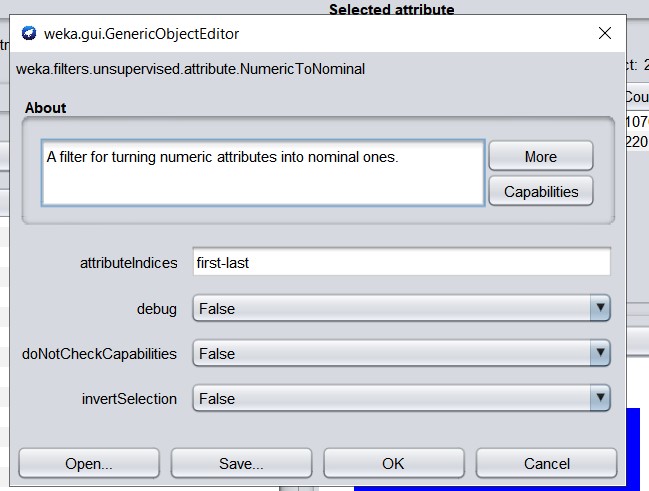 Selected attribute
weka.gui.GenericObjectEditor
weka.filters.unsupervised.attribute.NumericToNominal
About
A filter for turning numeric attributes into nominal ones.
More
Capabilities
attributeIndices first-last
debug False
doNotCheckCapabilities False
invertSelection False
Open... Save... OK Cancel